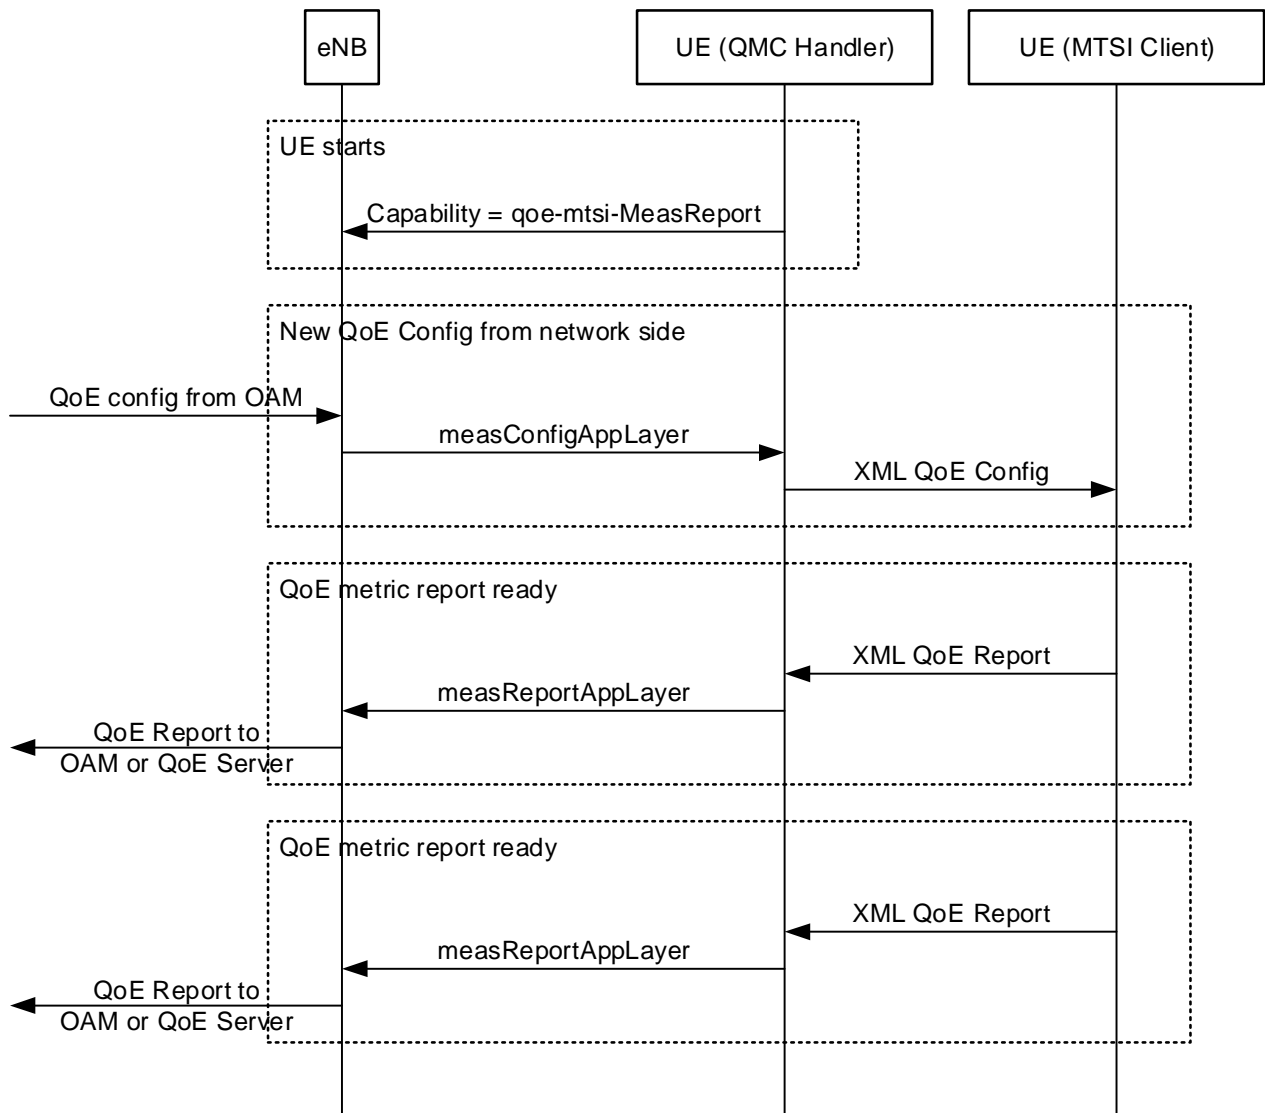 eNB
UE (QMC Handler)
UE (MTSI Client)
UE starts
Capability = qoe-mtsi-MeasReport
New QoE Config from network side
QoE config from OAM
measConfigAppLayer
XML QoE Config
QoE metric report ready
XML QoE Report
measReportAppLayer
QoE Report to
OAM or QoE Server
QoE metric report ready
XML QoE Report
measReportAppLayer
QoE Report to
OAM or QoE Server